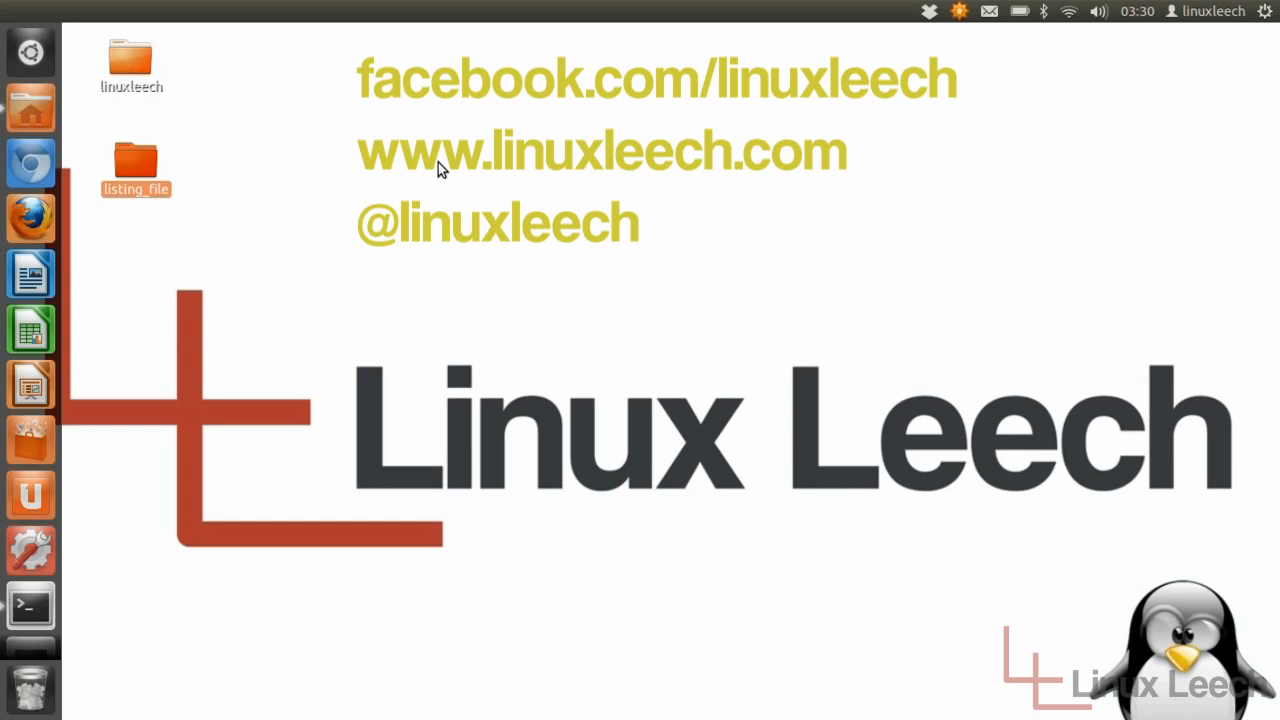 03:30 linuxleech
linuxleech
listing_file
facebook.com/linuxleech
www.linuxleech.com
@linuxleech
Linux Leech
Linux Leech